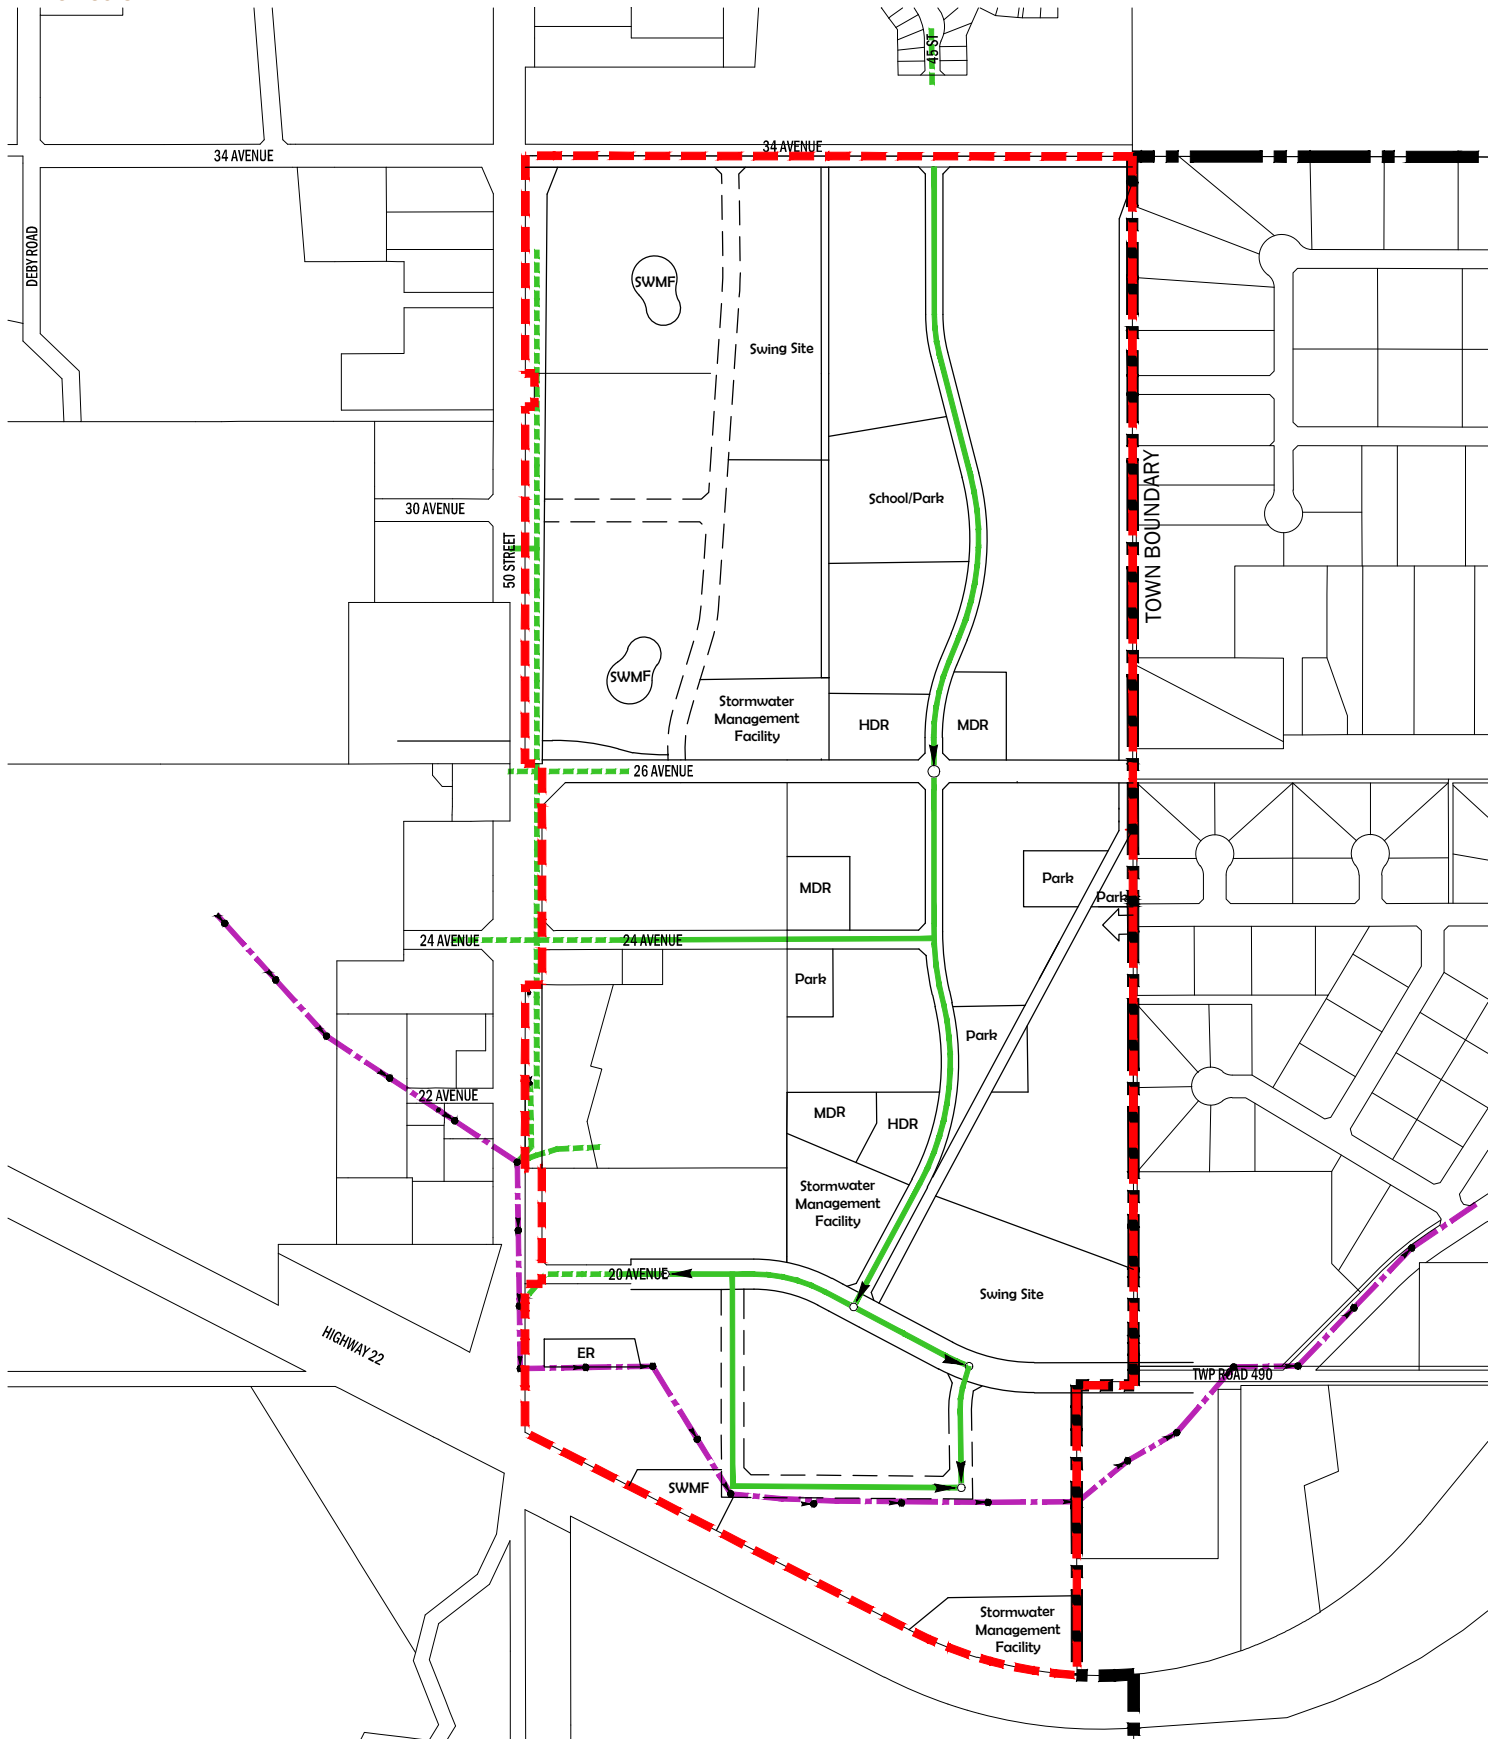 45 ST
34 AVENUE
34 AVENUE
DEBY ROAD
SWMF
Swing Site
School/Park
30 AVENUE
50 STREET
TOWN BOUNDARY
SWMF
Stormwater
Management
Facility
HDR
MDR
26 AVENUE
MDR
Park
Park
24 AVENUE
24 AVENUE
Park
Park
22 AVENUE
MDR
HDR
Stormwater
Management
Facility
20 AVENUE
Swing Site
HIGHWAY 22
ER
TWP ROAD 490
SWMF
Stormwater
Management
Facility